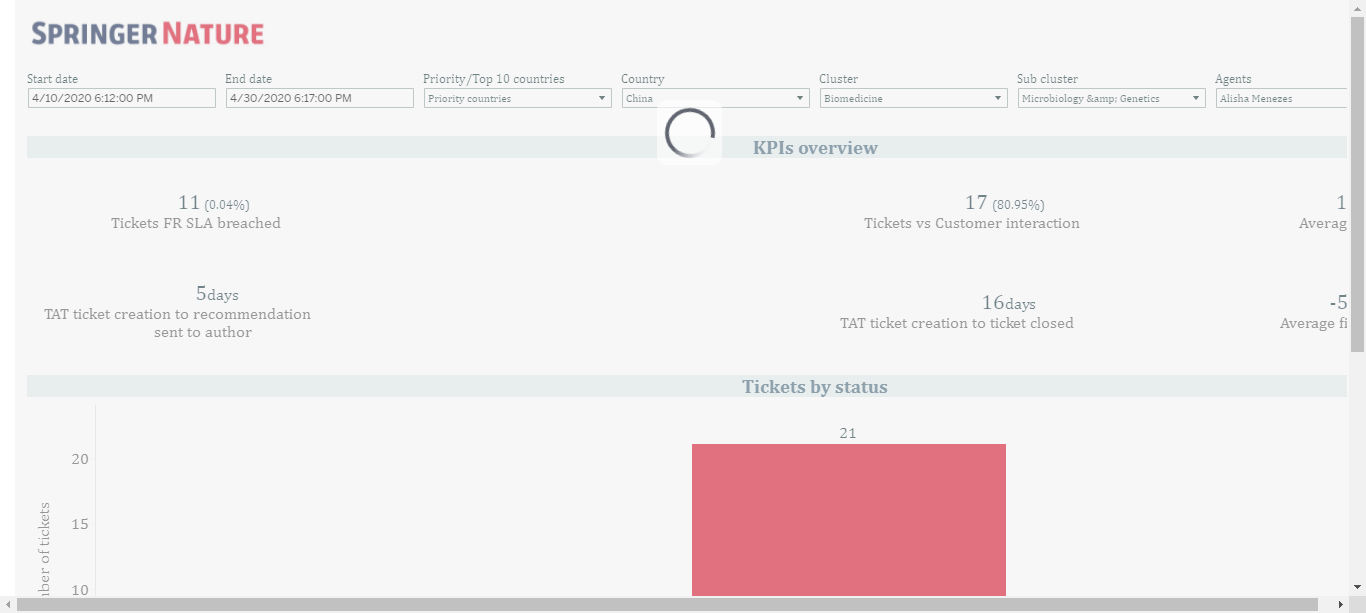 SPRINGER NATURE
Start date
End date
Priority/Top 10 countries
Country
Cluster
Sub cluster
Agents
4/10/2020 6:12:00 PM
4/30/2020 6:17:00 PM
Priority countries
China
Biomedicine
Microbiology &amp; Genetics
Alisha Menezes
KPIs overview
11 (0.04%)
17 (80.95%)
1
Tickets FR SLA breached
Tickets vs Customer interaction
Averag
5days
16days
-5
TAT ticket creation to recommendation
sent to author
TAT ticket creation to ticket closed
Average fi
Tickets by status
21
20
15
10
ber of tickets